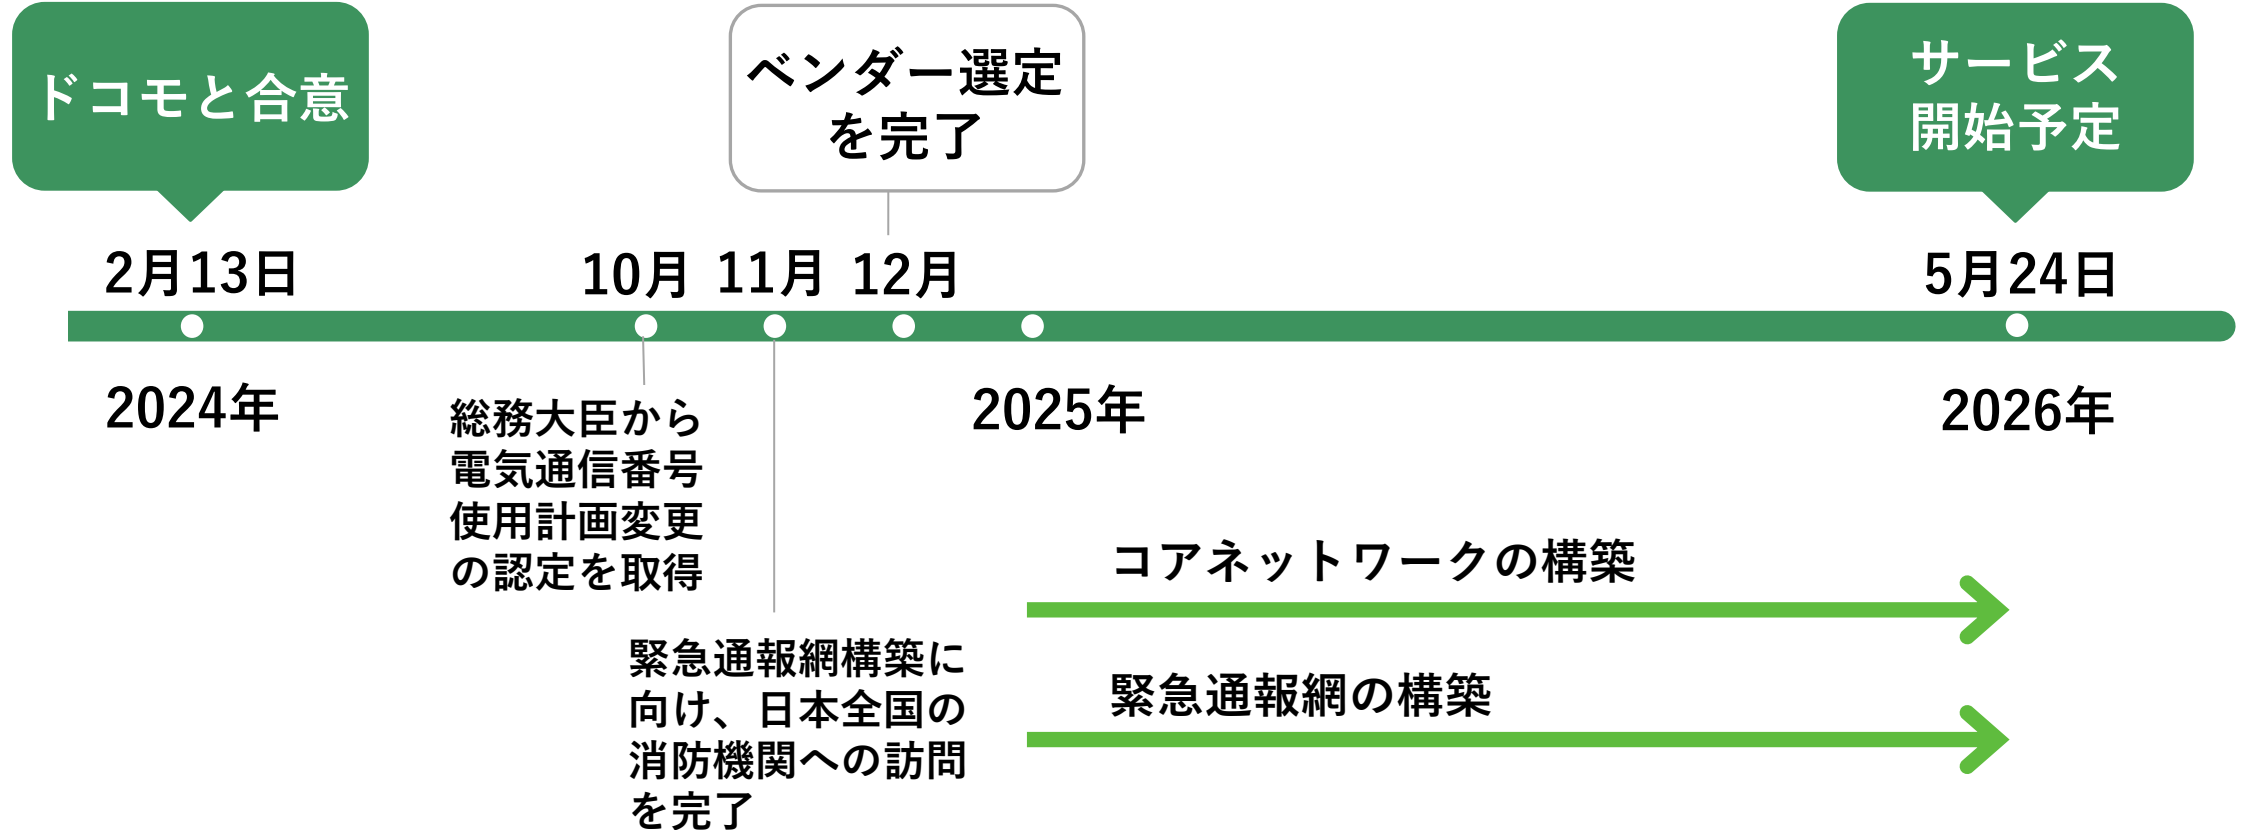 ドコモと合意
ベンダー選定
を完了
サービス
開始予定
2月13日
10月
11月
12月
5月24日
2024年
2025年
2026年
総務大臣から
電気通信番号
使用計画変更
の認定を取得
緊急通報網構築に
向け、日本全国の
消防機関への訪問
を完了
コアネットワークの構築
緊急通報網の構築